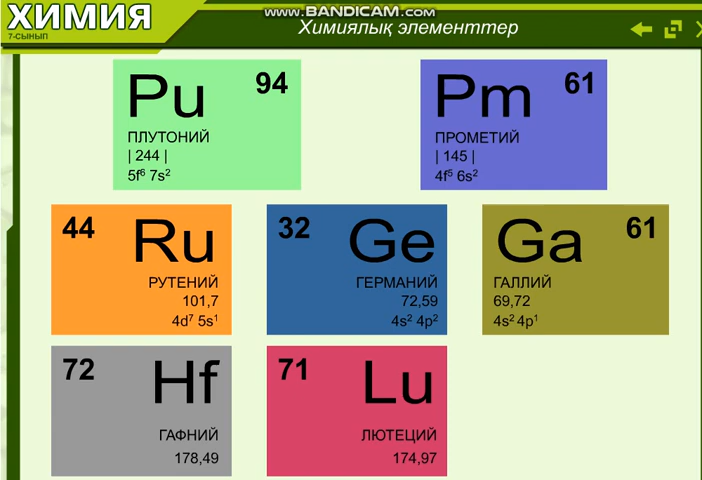 ХИМИЯ
7-СЫНЫП
www.BANDICAM.com
Химиялық элементтер
Pu 94
ПЛУТОНИЙ
| 244 |
5f⁶ 7s²
Pm 61
ПРОМЕТИЙ
| 145 |
4f⁵ 6s²
44 Ru
РУТЕНИЙ
101,7
4d⁷ 5s¹
32 Ge
ГЕРМАНИЙ
72,59
4s² 4p²
Ga 61
ГАЛЛИЙ
69,72
4s² 4p¹
72 Hf
ГАФНИЙ
178,49
71 Lu
ЛЮТЕЦИЙ
174,97